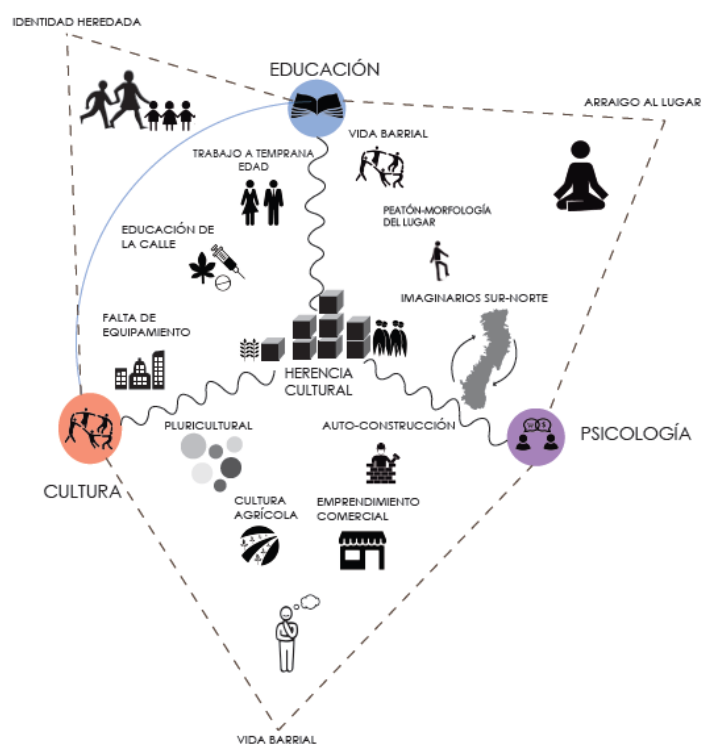 IDENTIDAD HEREDADA
EDUCACIÓN
ARRAIGO AL LUGAR
VIDA BARRIAL
TRABAJO A TEMPRANA
EDAD
PEATÓN-MORFOLOGÍA
DEL LUGAR
EDUCACIÓN DE
LA CALLE
IMAGINARIOS SUR-NORTE
FALTA DE
EQUIPAMIENTO
HERENCIA
CULTURAL
PLURICULTURAL
AUTO-CONSTRUCCIÓN
PSICOLOGÍA
CULTURA
CULTURA
AGRÍCOLA
EMPRENDIMIENTO
COMERCIAL
VIDA BARRIAL